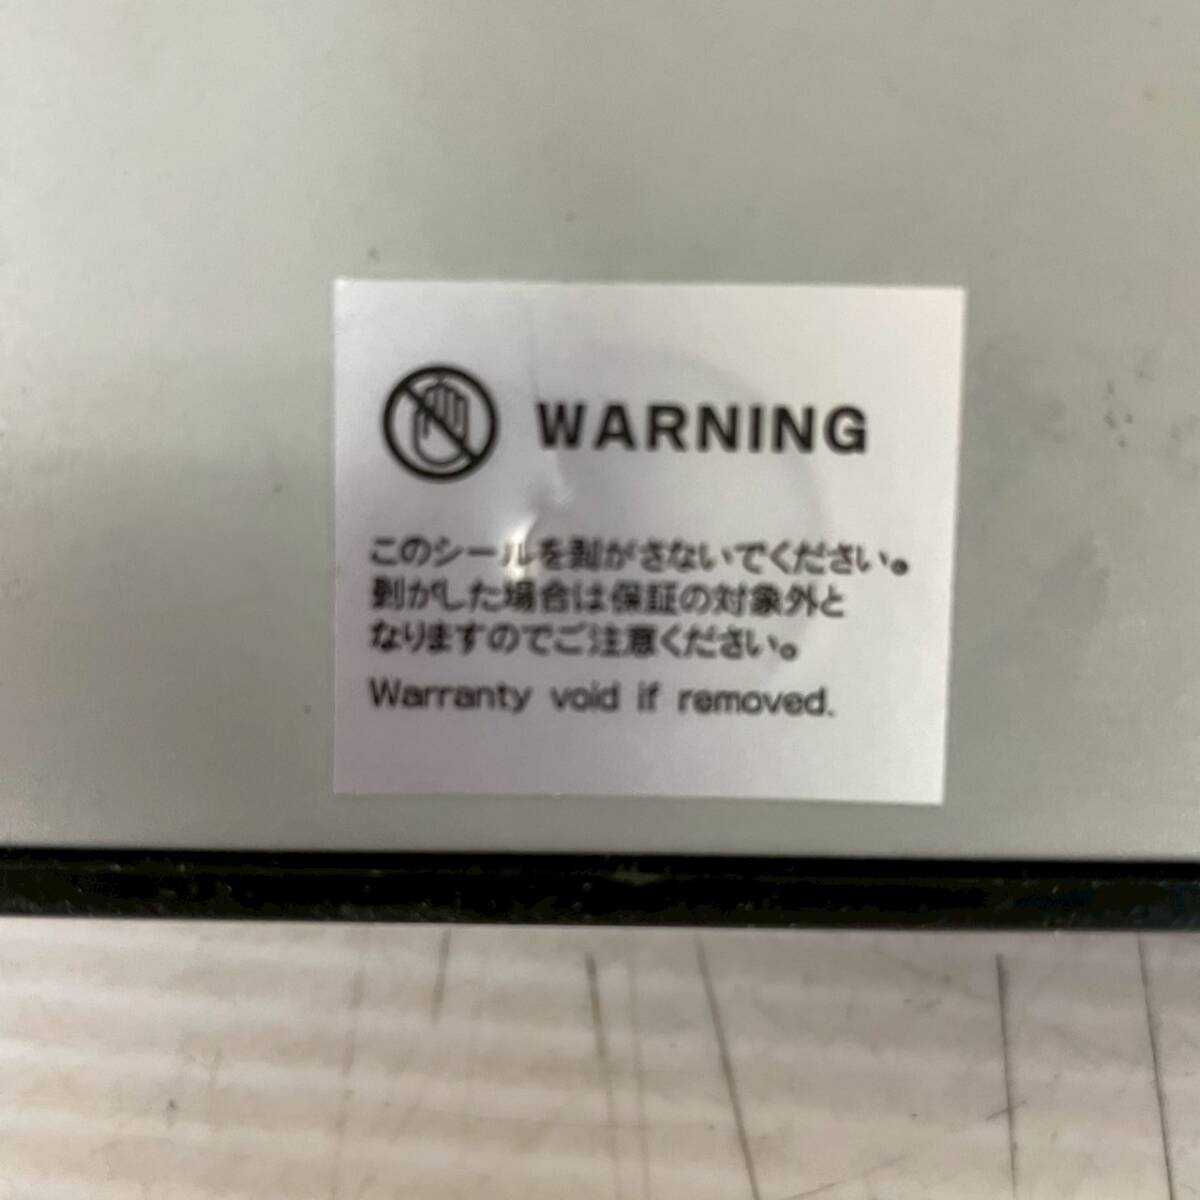 WARNING
このシールを剥がさないでください。
剥がした場合は保証の対象外と
なりますのでご注意ください。
Warranty void if removed.